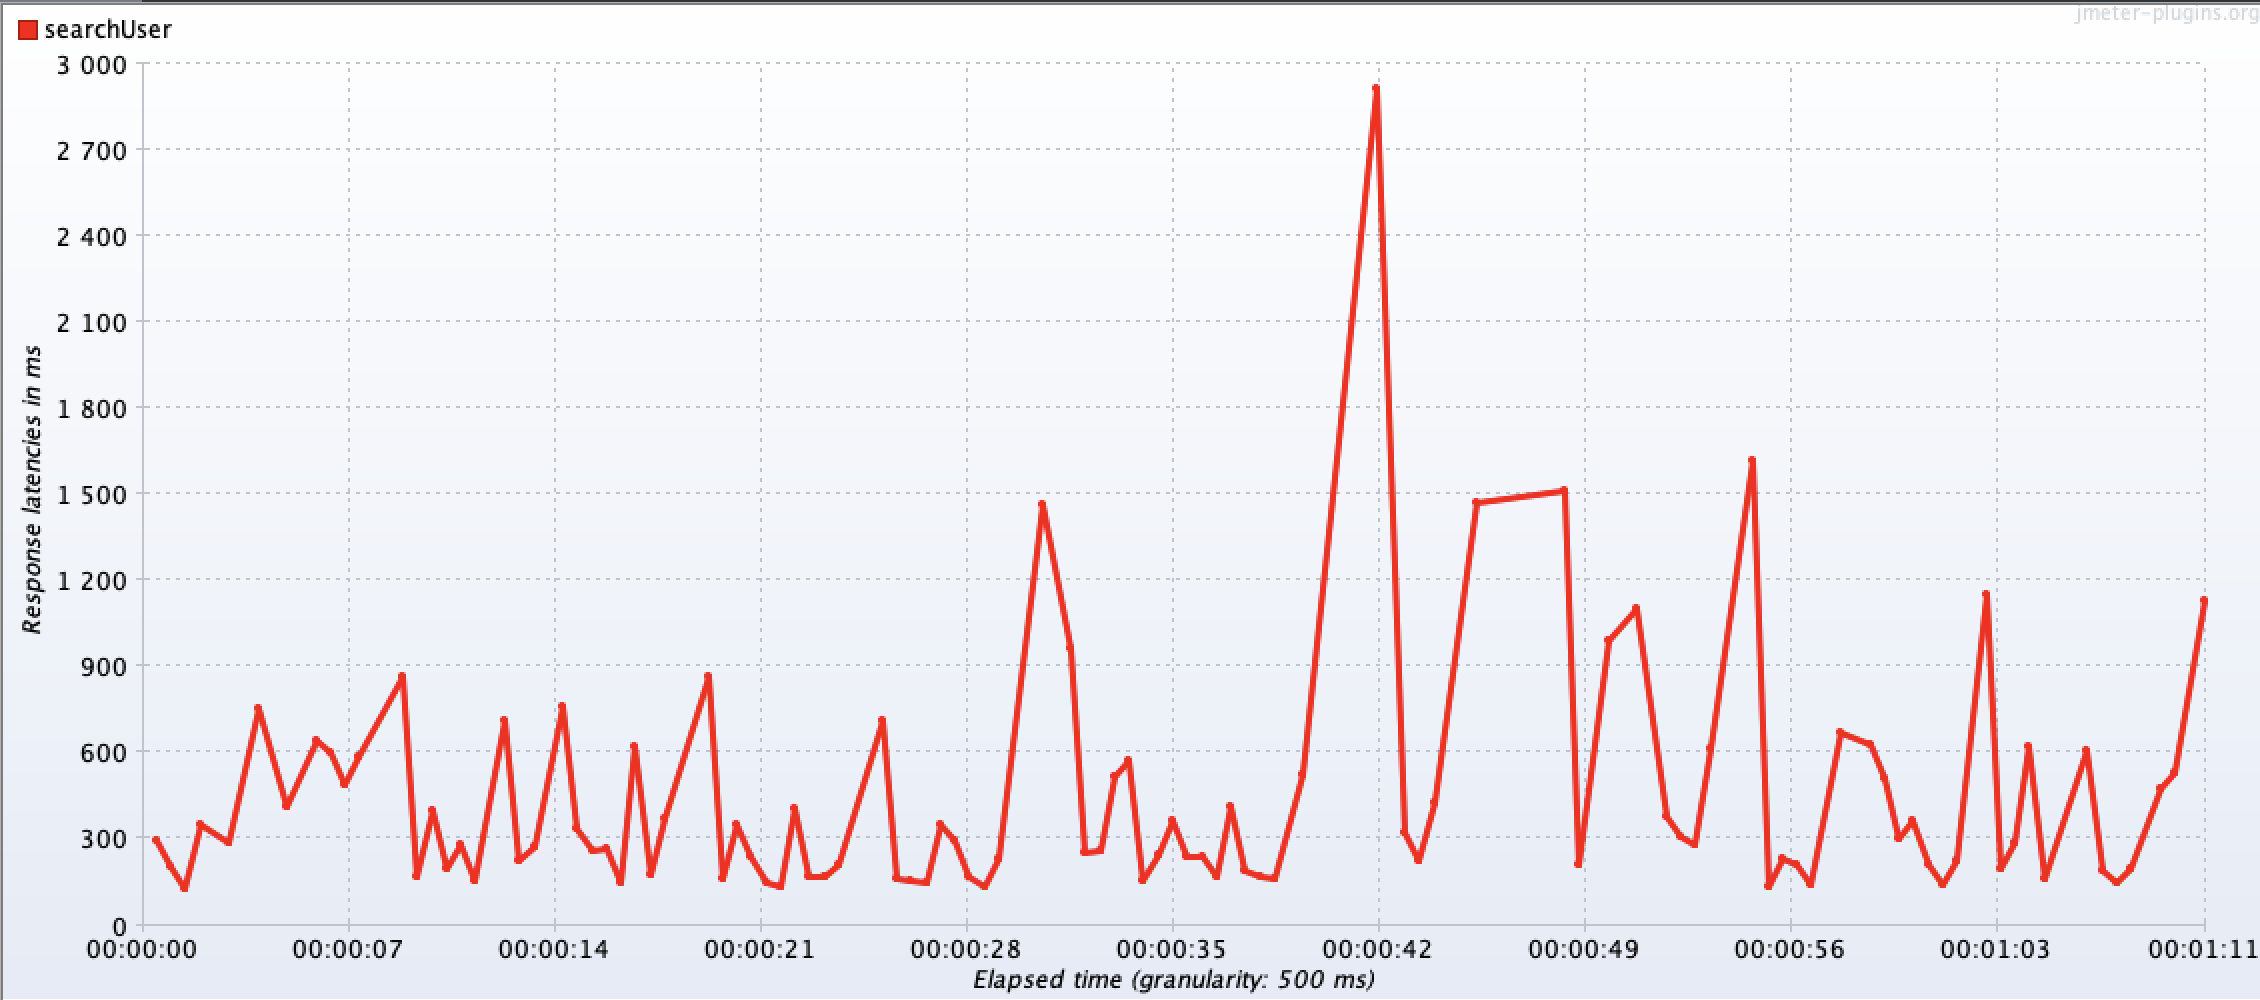 jmeter-plugins.org
searchUser
3 000
2 700
2 400
2 100
1 800
1 500
1 200
900
600
300
0
Response latencies in ms
00:00:00 00:00:07 00:00:14 00:00:21 00:00:28 00:00:35 00:00:42 00:00:49 00:00:56 00:01:03 00:01:11
Elapsed time (granularity: 500 ms)